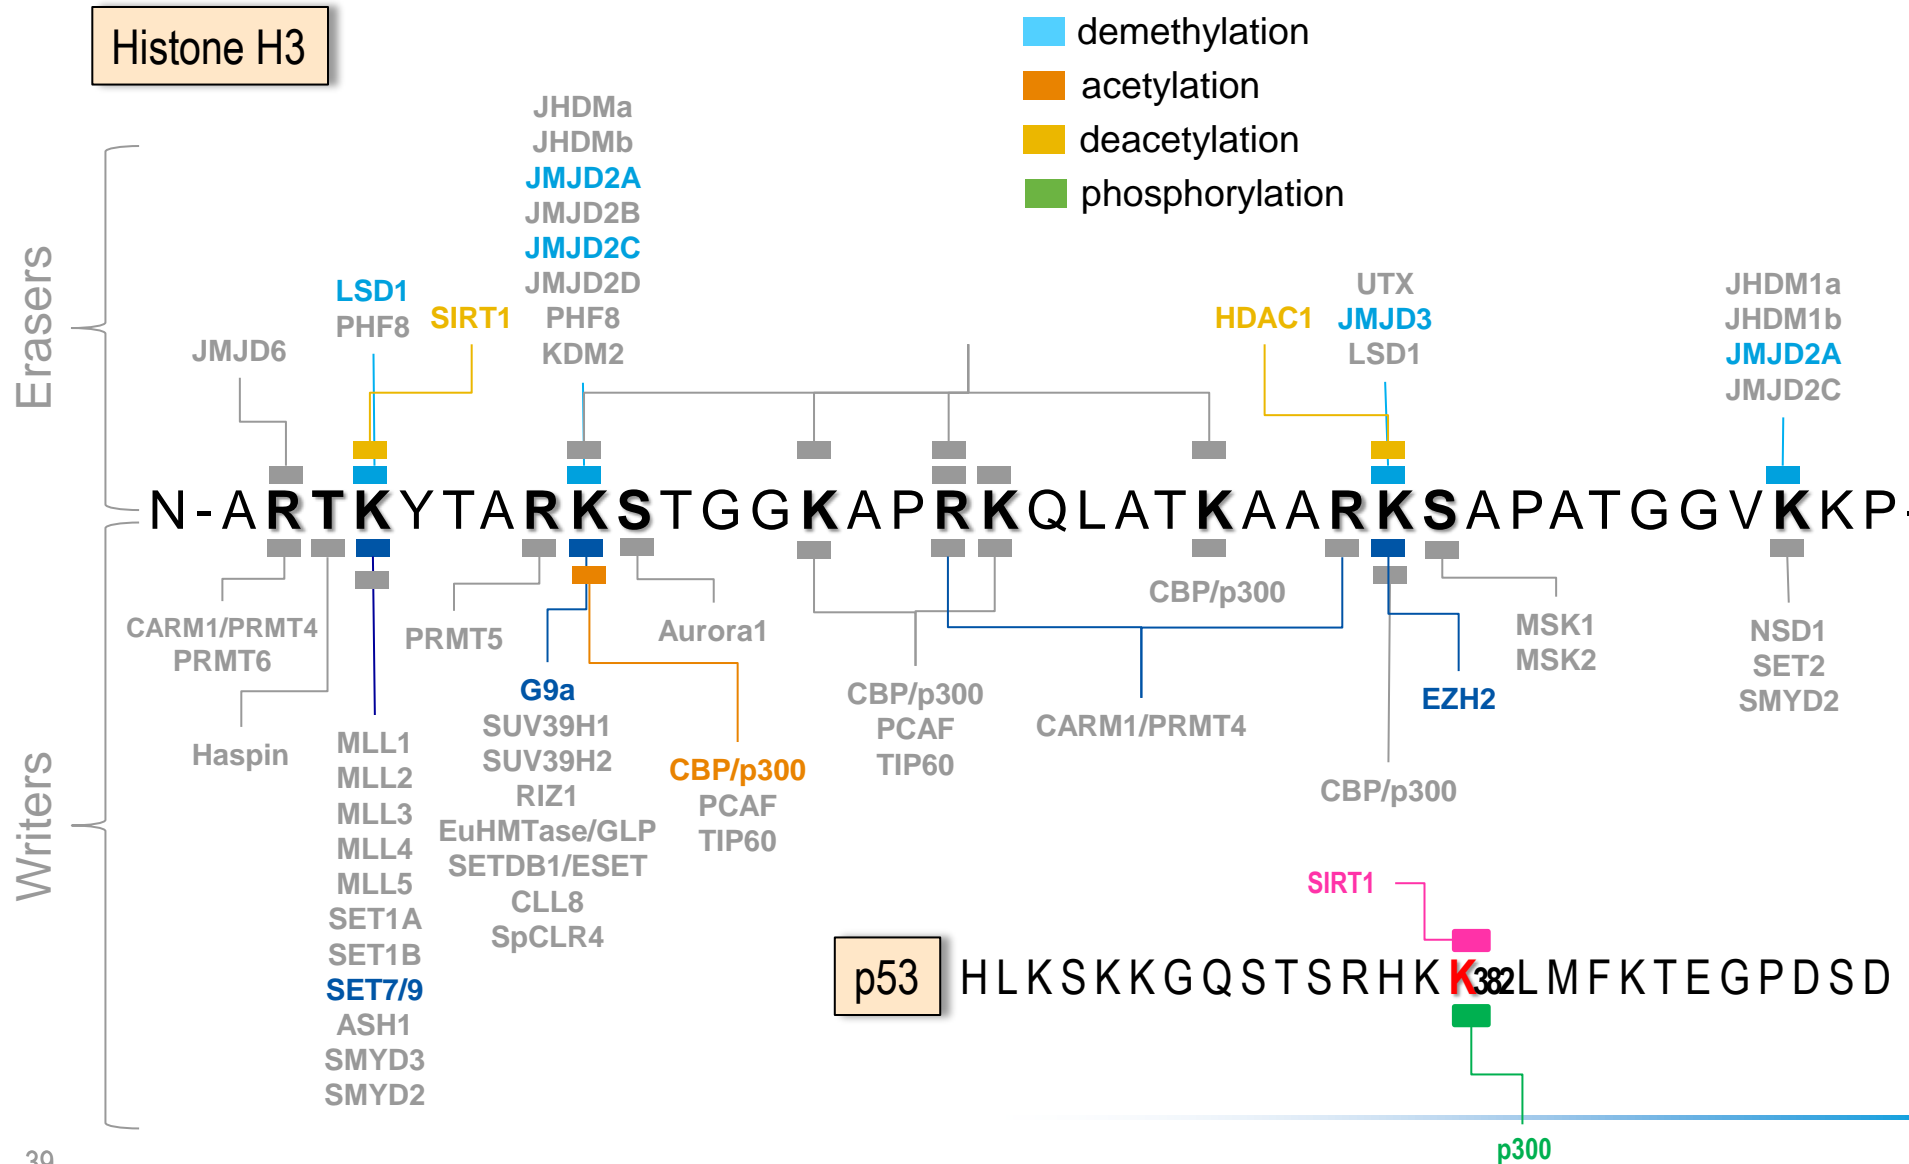 Histone H3
demethylation
acetylation
deacetylation
phosphorylation
Erasers
JMJD6
LSD1
PHF8
SIRT1
JHDMa
JHDMb
JMJD2A
JMJD2B
JMJD2C
JMJD2D
PHF8
KDM2
HDAC1
UTX
JMJD3
LSD1
JHDM1a
JHDM1b
JMJD2A
JMJD2C
N-ARTKYTARKSTGGKAPRKQLATKAARKSAPATGGVKKP-
Writers
CARM1/PRMT4
PRMT6
Haspin
MLL1
MLL2
MLL3
MLL4
MLL5
SET1A
SET1B
SET7/9
ASH1
SMYD3
SMYD2
PRMT5
G9a
SUV39H1
SUV39H2
RIZ1
EuHMTase/GLP
SETDB1/ESET
CLL8
SpCLR4
Aurora1
CBP/p300
PCAF
TIP60
CBP/p300
PCAF
TIP60
CARM1/PRMT4
CBP/p300
CBP/p300
EZH2
MSK1
MSK2
NSD1
SET2
SMYD2
SIRT1
p53
HLKSKKGQSTSRHKK382LMFKTEGPDSD
p300
39